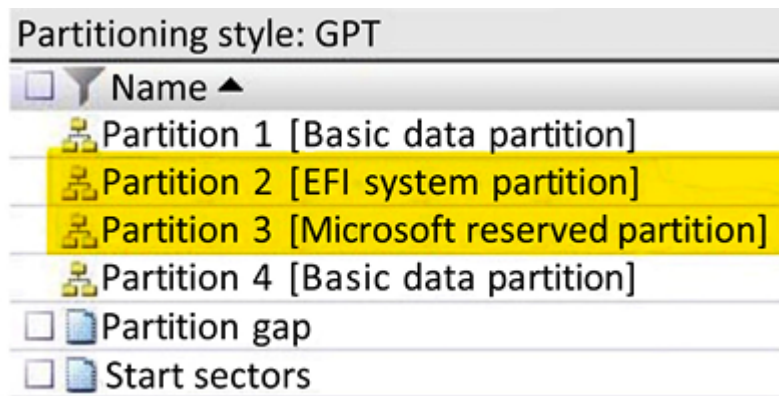 Partitioning style: GPT
Name
Partition 1 [Basic data partition]
Partition 2 [EFI system partition]
Partition 3 [Microsoft reserved partition]
Partition 4 [Basic data partition]
Partition gap
Start sectors